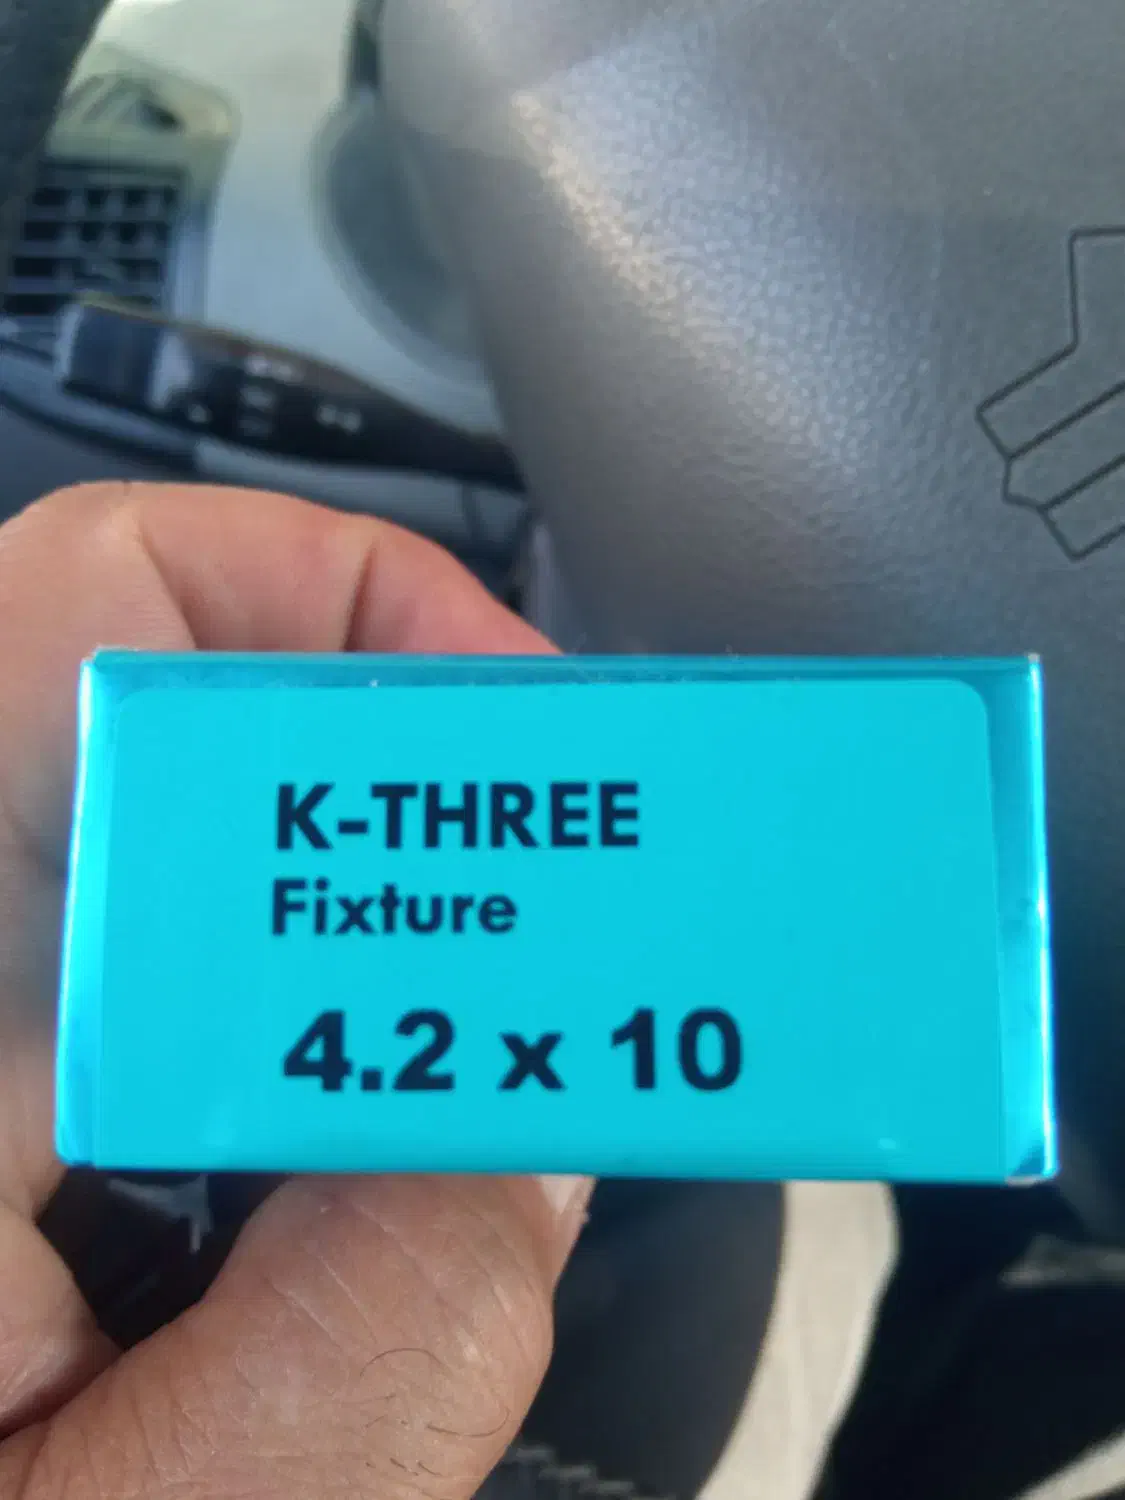 K-THREE
Fixture
4.2 x 10